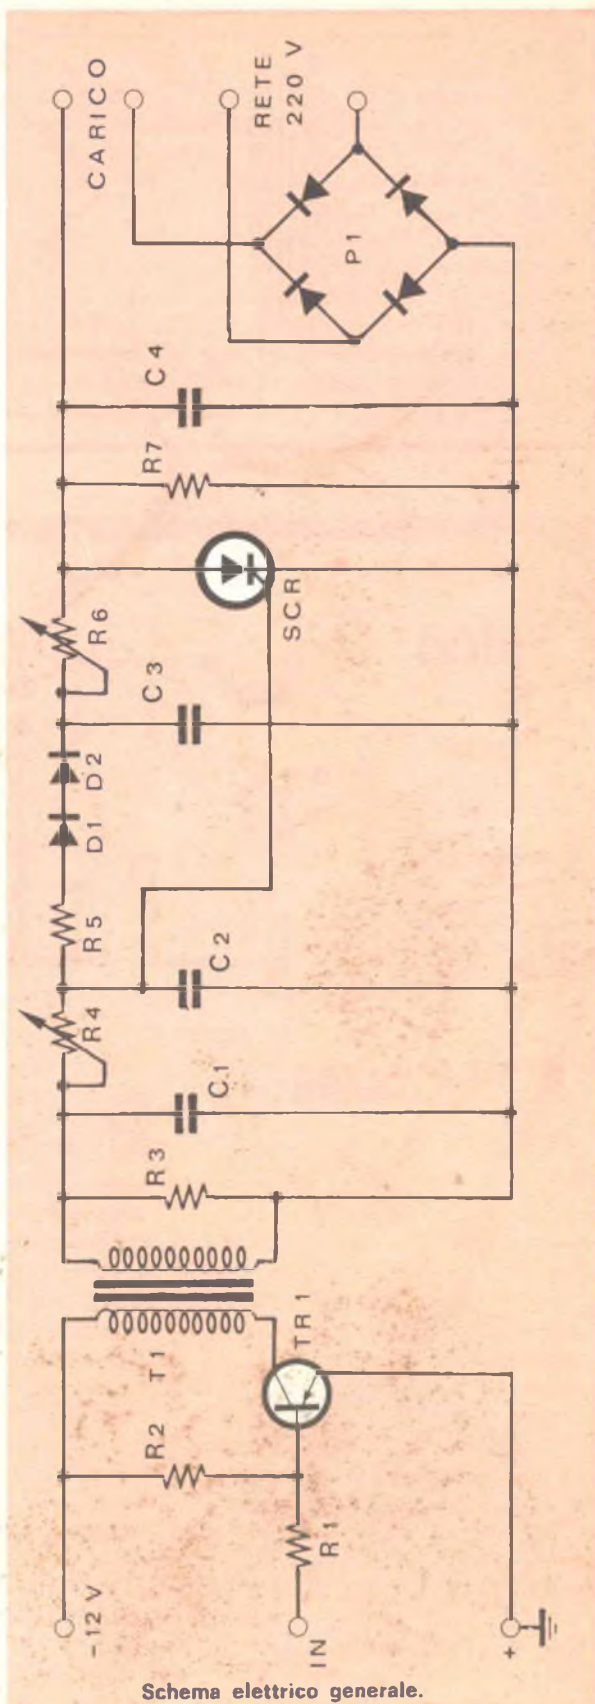 CARICO
RETE
220 V
P1
C4
R7
SCR
R6
C3
D1 D2
R5
C2
R4
C.1
R3
T1
TR1
R2
R1
-12 V
IN
+
Schema elettrico generale.